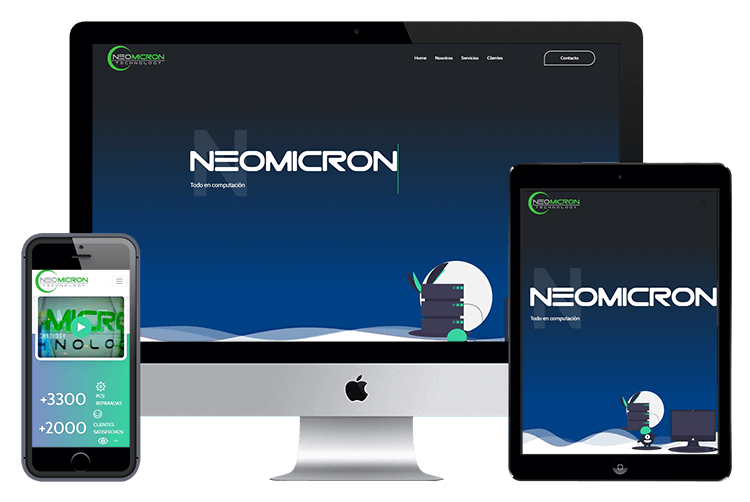 NEOMICRON
TECHNOLOGY
Home Nosotros Servicios Clientes Contacto
N
NEOMICRON
Todo en computación
NEOMICRON
TECHNOLOGY
N
NEOMICRON
Todo en computación
NEOMICRON
TECHNOLOGY
+3300
PCS
REPARADAS
+2000
CLIENTES
SATISFECHOS